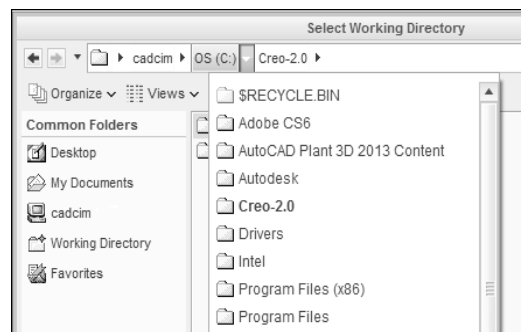 Select Working Directory
cadcim OS (C:) Creo-2.0
Organize Views
Common Folders
Desktop
My Documents
cadcim
Working Directory
Favorites
$RECYCLE.BIN
Adobe CS6
AutoCAD Plant 3D 2013 Content
Autodesk
Creo-2.0
Drivers
Intel
Program Files (x86)
Program Files